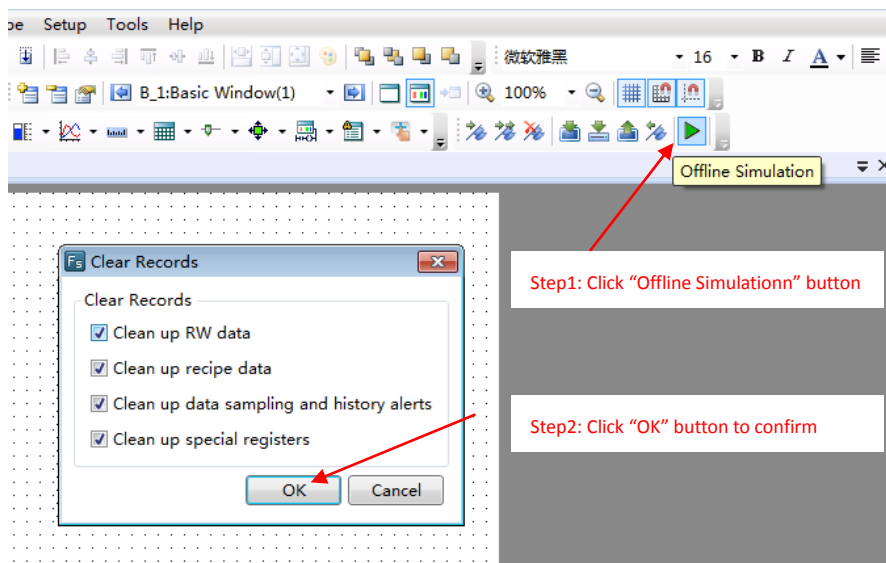 pe Setup Tools Help
微软雅黑 16 B I A
B_1:Basic Window(1) 100%
Offline Simulation
Fs Clear Records
Clear Records
Clean up RW data
Clean up recipe data
Clean up data sampling and history alerts
Clean up special registers
OK Cancel
Step1: Click “Offline Simulationn” button
Step2: Click “OK” button to confirm